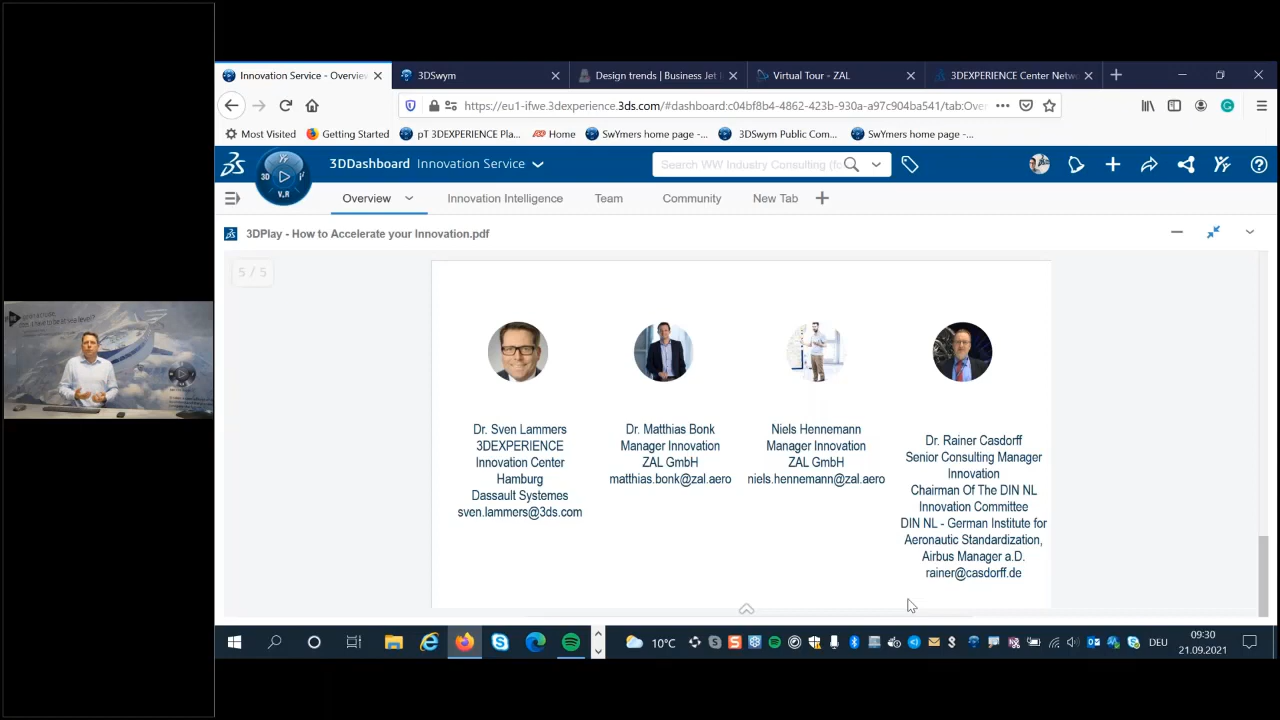 Innovation Service - Overview
3DSwym
Design trends | Business Jet
Virtual Tour - ZAL
3DEXPERIENCE Center Netw
https://eu1-ifwe.3dexperience.3ds.com/#dashboard:c04bf8b4-4862-423b-930a-a97c904ba541/tab:Over
Most Visited
Getting Started
pT 3DEXPERIENCE Pla...
Home
SwYmers home page -...
3DSwym Public Com...
SwYmers home page -...
3DDashboard Innovation Service
Search WW Industry Consulting (fo
3D
V.R
Overview
Innovation Intelligence
Team
Community
New Tab
3DPlay - How to Accelerate your Innovation.pdf
5 / 5
Dr. Sven Lammers
3DEXPERIENCE
Innovation Center
Hamburg
Dassault Systemes
sven.lammers@3ds.com
Dr. Matthias Bonk
Manager Innovation
ZAL GmbH
matthias.bonk@zal.aero
Niels Hennemann
Manager Innovation
ZAL GmbH
niels.hennemann@zal.aero
Dr. Rainer Casdorff
Senior Consulting Manager
Innovation
Chairman Of The DIN NL
Innovation Committee
DIN NL - German Institute for
Aeronautic Standardization,
Airbus Manager a.D.
rainer@casdorff.de
10°C
DEU
09:30
21.09.2021